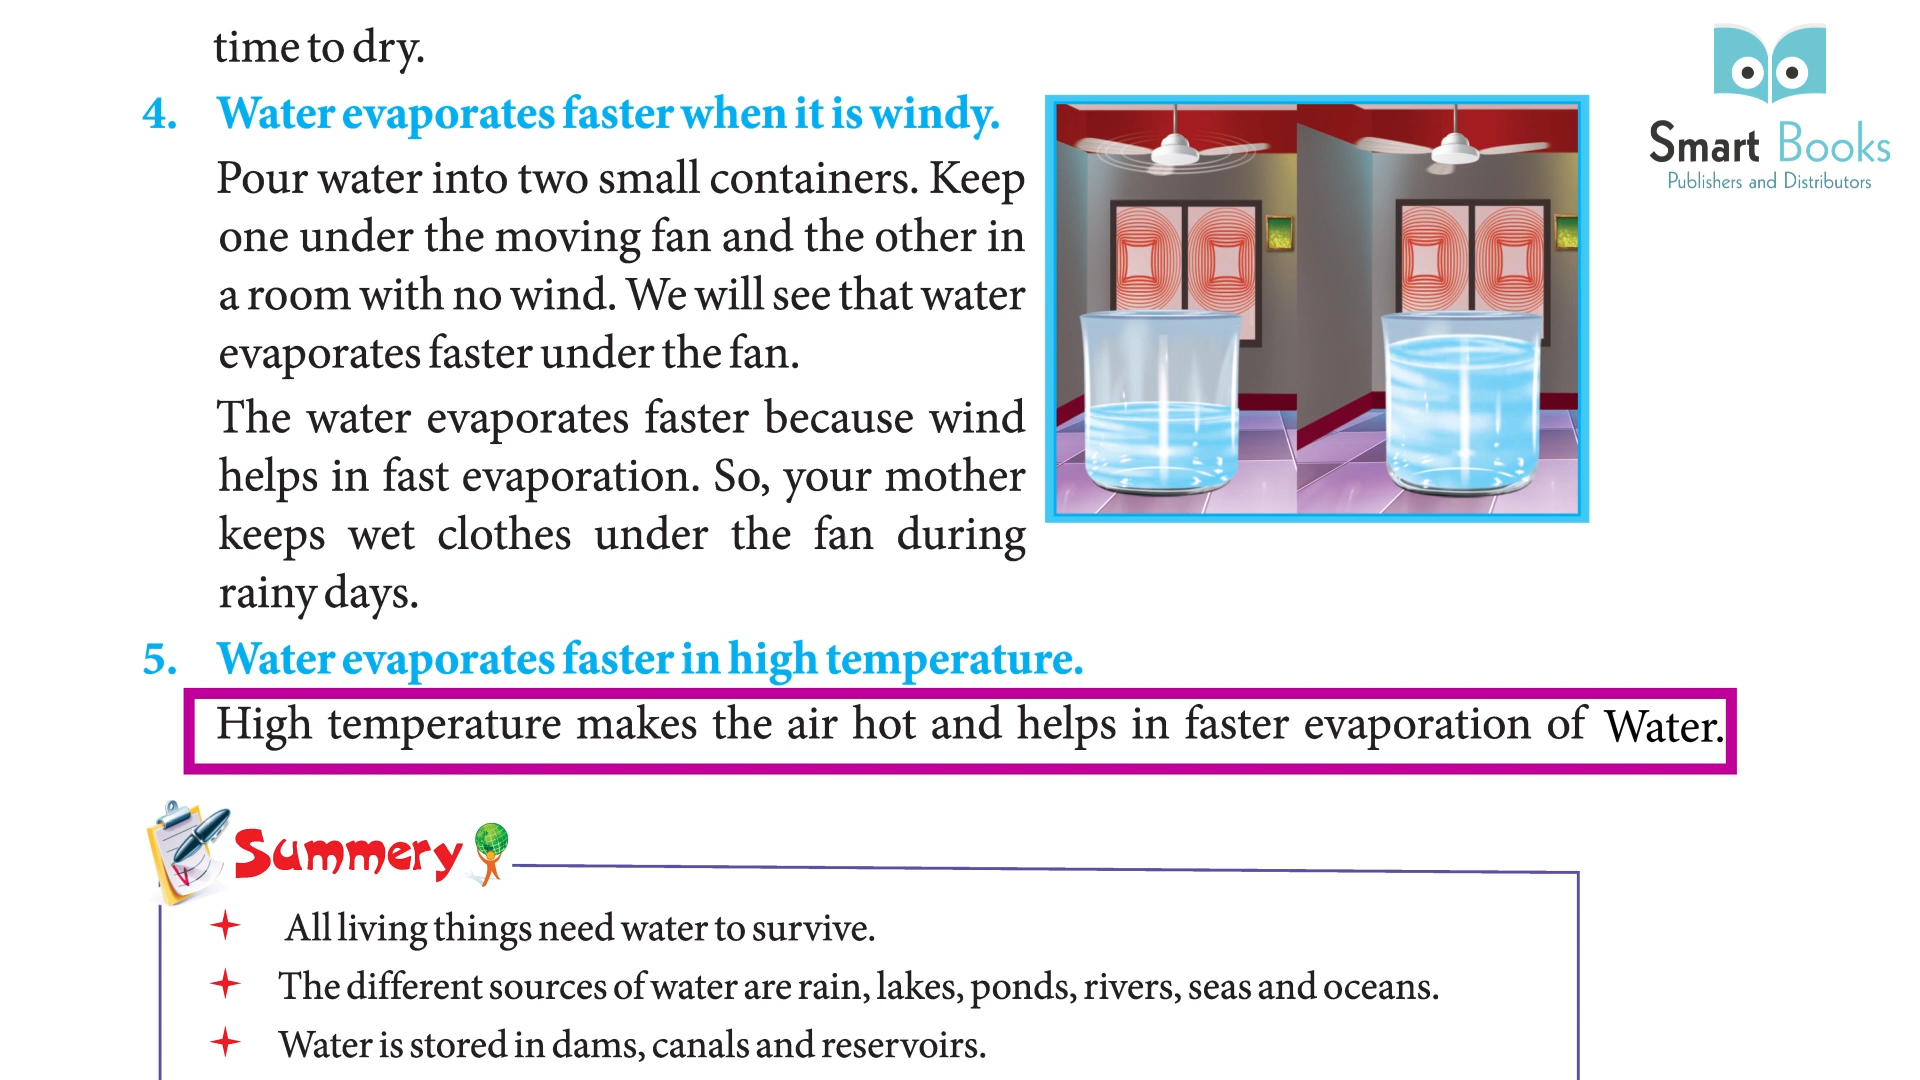 time to dry.
4. Water evaporates faster when it is windy.
Pour water into two small containers. Keep
one under the moving fan and the other in
a room with no wind. We will see that water
evaporates faster under the fan.
The water evaporates faster because wind
helps in fast evaporation. So, your mother
keeps wet clothes under the fan during
rainy days.
Smart Books
Publishers and Distributors
5. Water evaporates faster in high temperature.
High temperature makes the air hot and helps in faster evaporation of Water.
Summery
All living things need water to survive.
The different sources of water are rain, lakes, ponds, rivers, seas and oceans.
Water is stored in dams, canals and reservoirs.